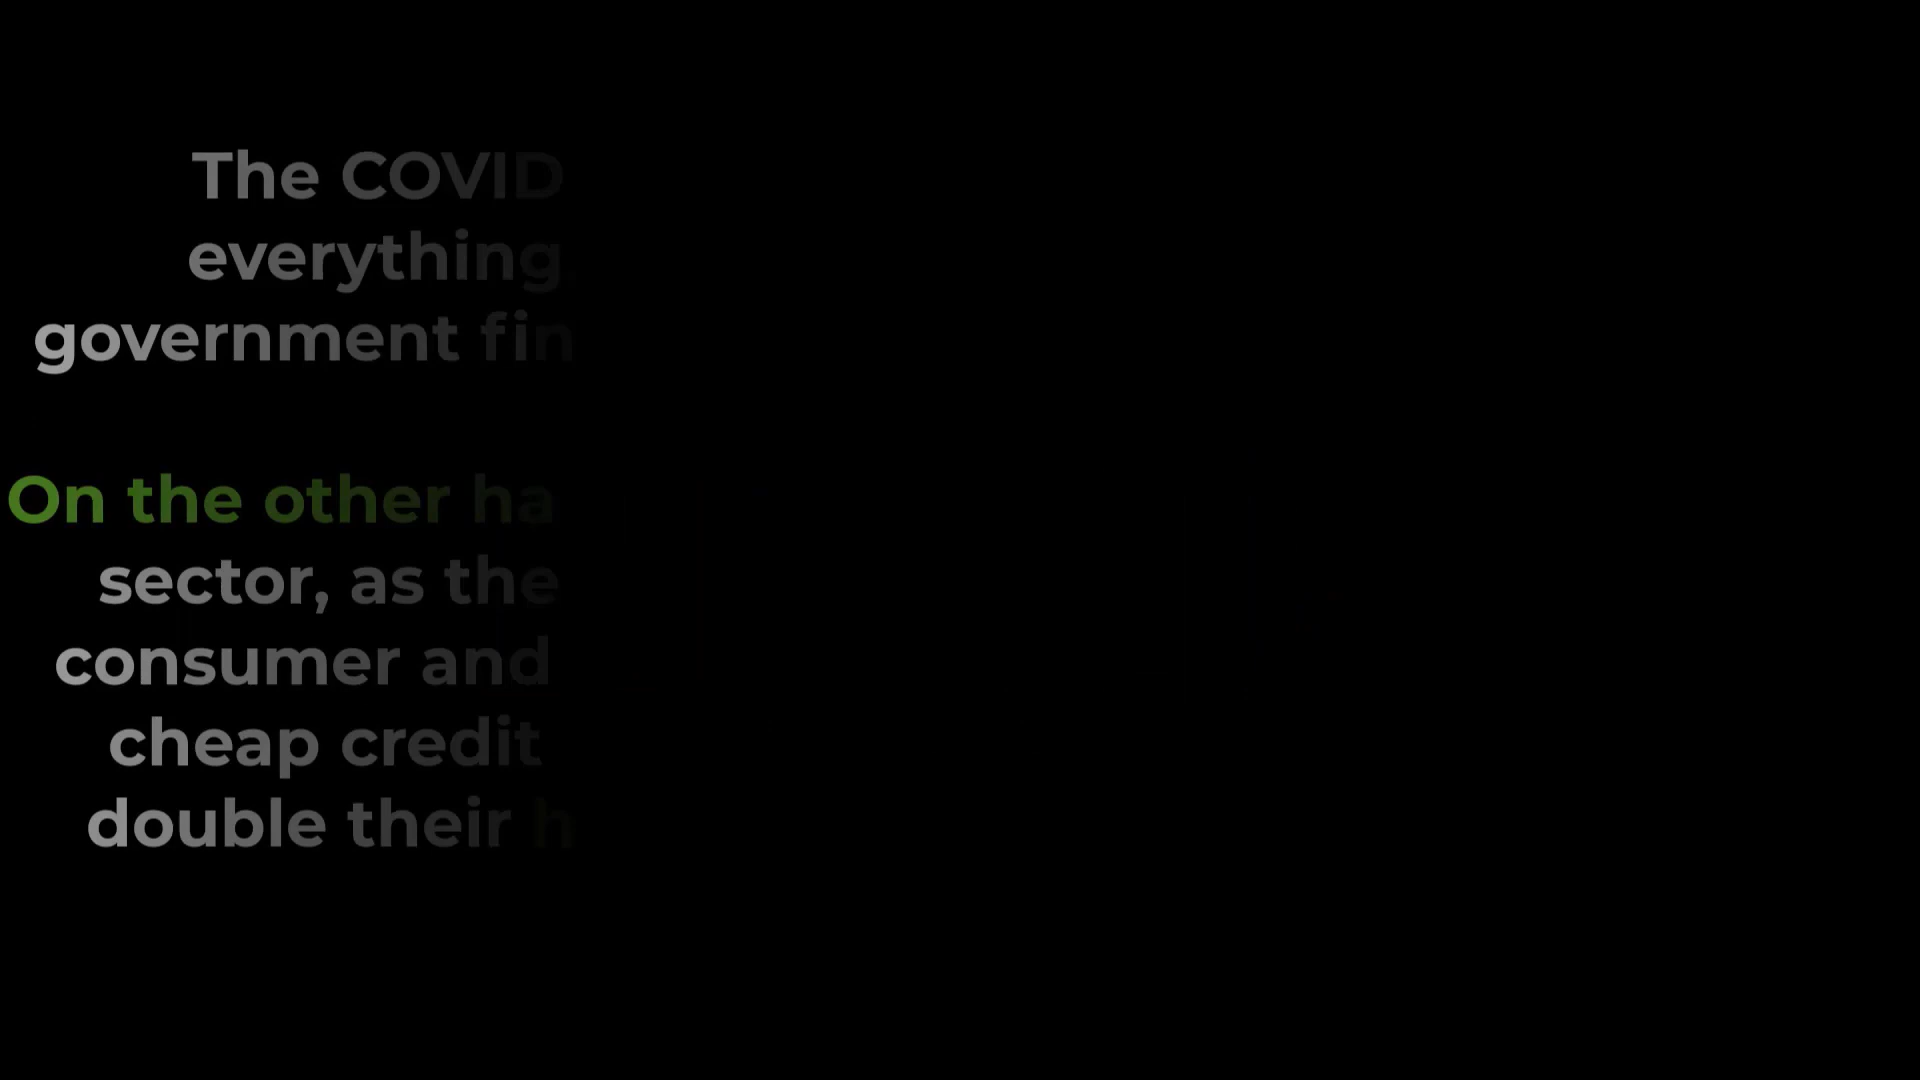 The COVID
everything
government fin
On the other ha
sector, as the
consumer and
cheap credit
double their h